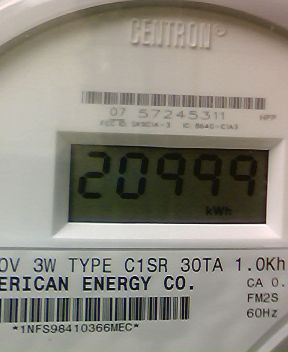 CENTRON®
07 57245311 HPP
20999
kWh
0V 3W TYPE C1SR 30TA 1.0Kh
ERICAN ENERGY CO. CA 0.
FM2S
60Hz
*1NFS98410366MEC*